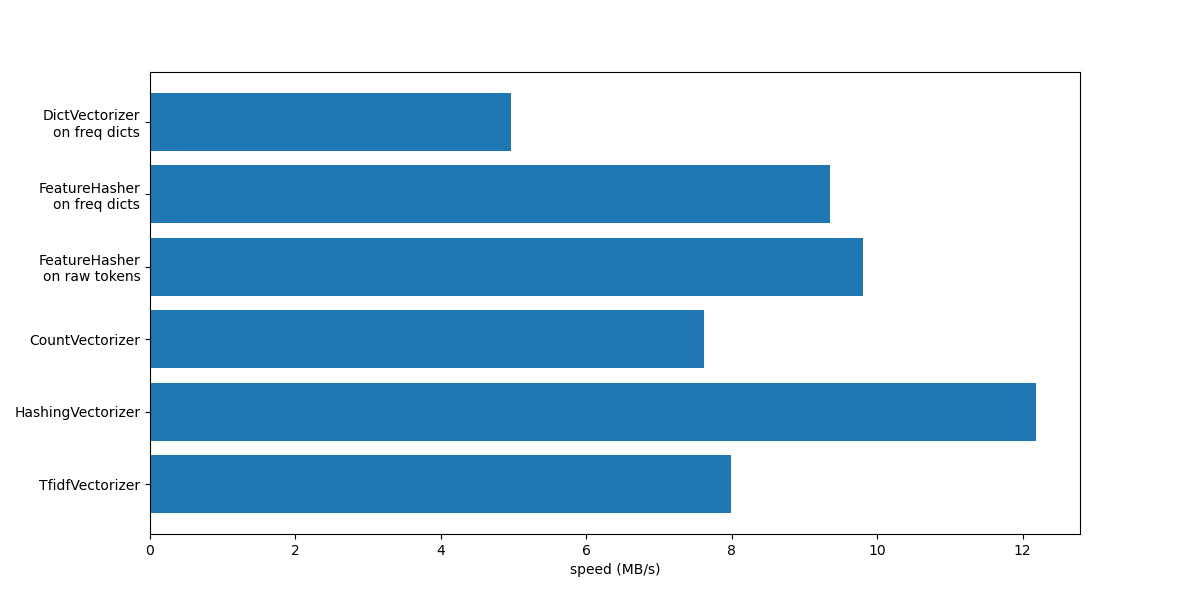 DictVectorizer
on freq dicts
FeatureHasher
on freq dicts
FeatureHasher
on raw tokens
CountVectorizer
HashingVectorizer
TfidfVectorizer
0 2 4 6 8 10 12
speed (MB/s)